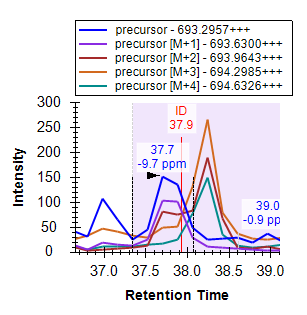 precursor - 693.2957+++
precursor [M+1] - 693.6300+++
precursor [M+2] - 693.9643+++
precursor [M+3] - 694.2985+++
precursor [M+4] - 694.6326+++
300
250
200
150
100
50
0
Intensity
ID
37.9
37.7
-9.7 ppm
39.0
-0.9 pp
37.0
37.5
38.0
38.5
39.0
Retention Time